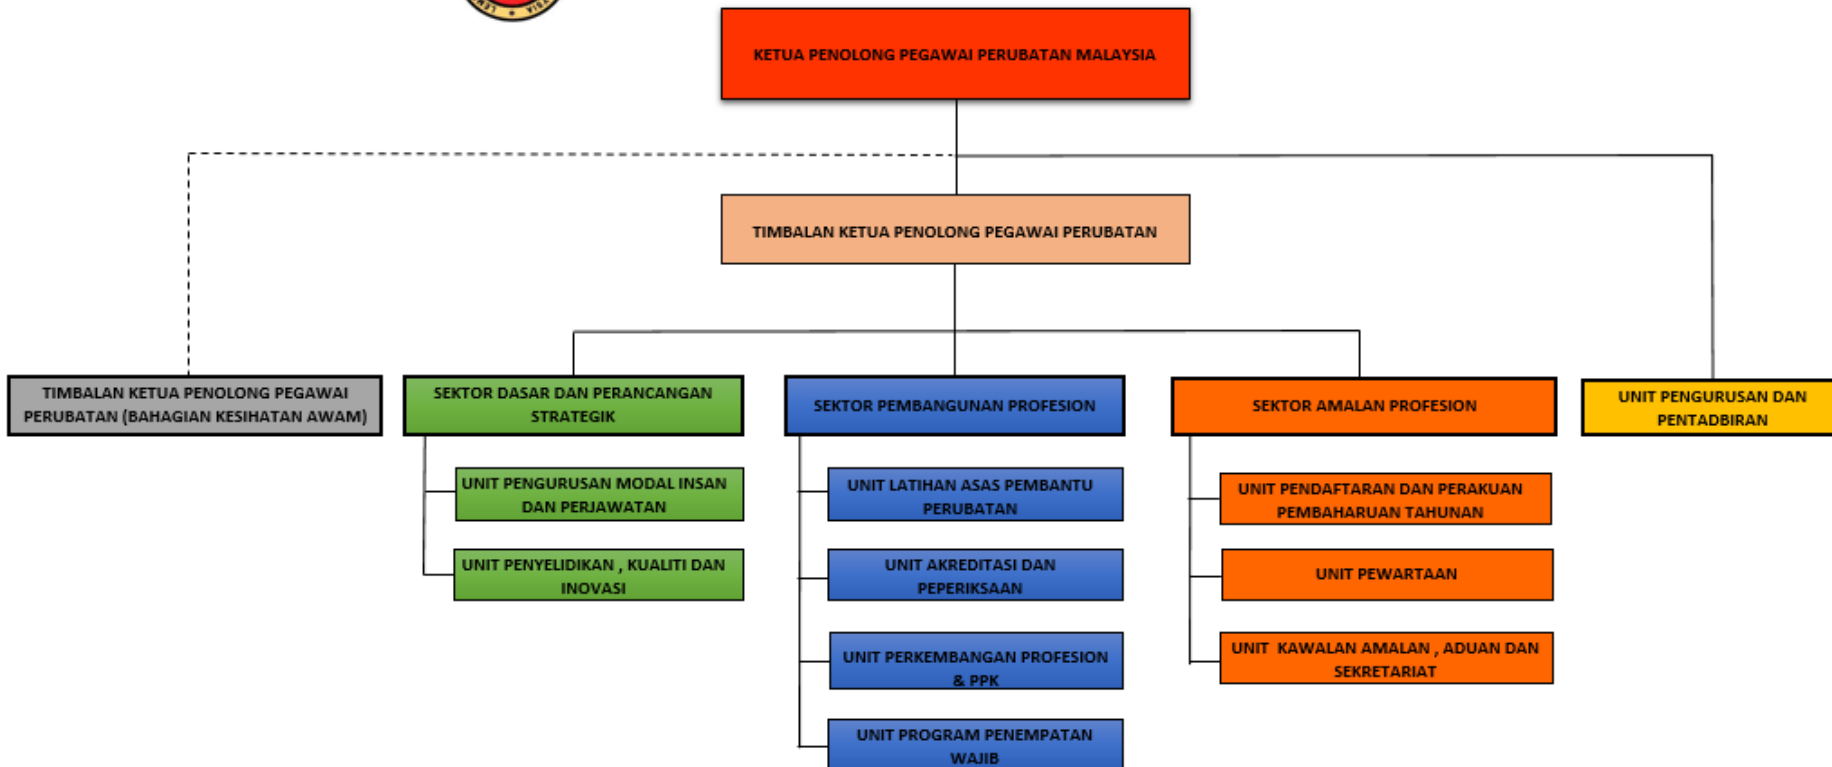 KETUA PENOLONG PEGAWAI PERUBATAN MALAYSIA
TIMBALAN KETUA PENOLONG PEGAWAI PERUBATAN
TIMBALAN KETUA PENOLONG PEGAWAI
PERUBATAN (BAHAGIAN KESIHATAN AWAM)
SEKTOR DASAR DAN PERANCANGAN
STRATEGIK
UNIT PENGURUSAN MODAL INSAN
DAN PERJAWATAN
UNIT PENYELIDIKAN , KUALITI DAN
INOVASI
SEKTOR PEMBANGUNAN PROFESION
UNIT LATIHAN ASAS PEMBANTU
PERUBATAN
UNIT AKREDITASI DAN
PEPERIKSAAN
UNIT PERKEMBANGAN PROFESION
& PPK
UNIT PROGRAM PENEMPATAN
WAJIB
SEKTOR AMALAN PROFESION
UNIT PENDAFTARAN DAN PERAKUAN
PEMBAHARUAN TAHUNAN
UNIT PEWARTAAN
UNIT  KAWALAN AMALAN , ADUAN DAN
SEKRETARIAT
UNIT PENGURUSAN DAN
PENTADBIRAN